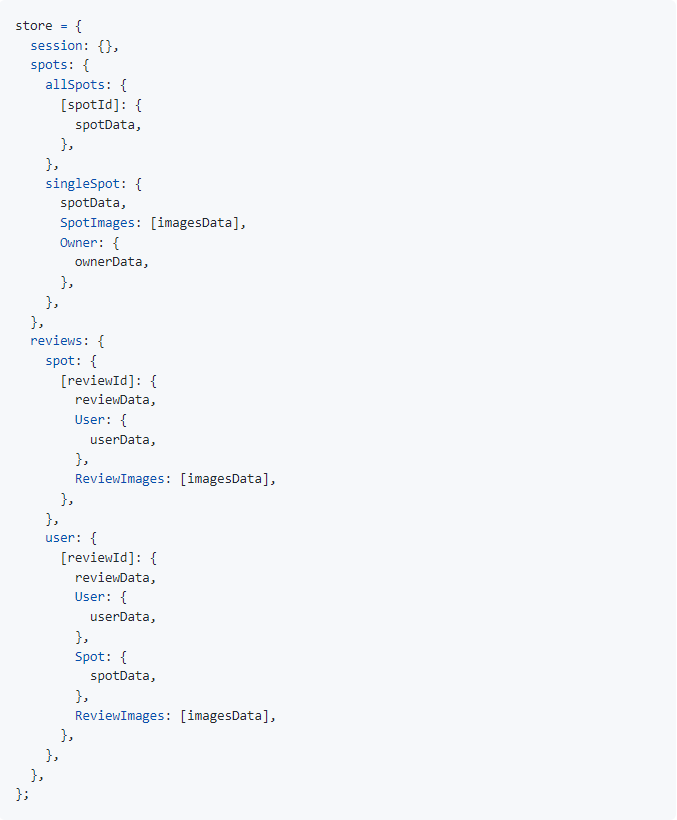 store = {
  session: {},
  spots: {
    allSpots: {
      [spotId]: {
        spotData,
      },
    },
    singleSpot: {
      spotData,
      SpotImages: [imagesData],
      Owner: {
        ownerData,
      },
    },
  },
  reviews: {
    spot: {
      [reviewId]: {
        reviewData,
        User: {
          userData,
        },
        ReviewImages: [imagesData],
      },
    },
    user: {
      [reviewId]: {
        reviewData,
        User: {
          userData,
        },
        Spot: {
          spotData,
        },
        ReviewImages: [imagesData],
      },
    },
  },
};